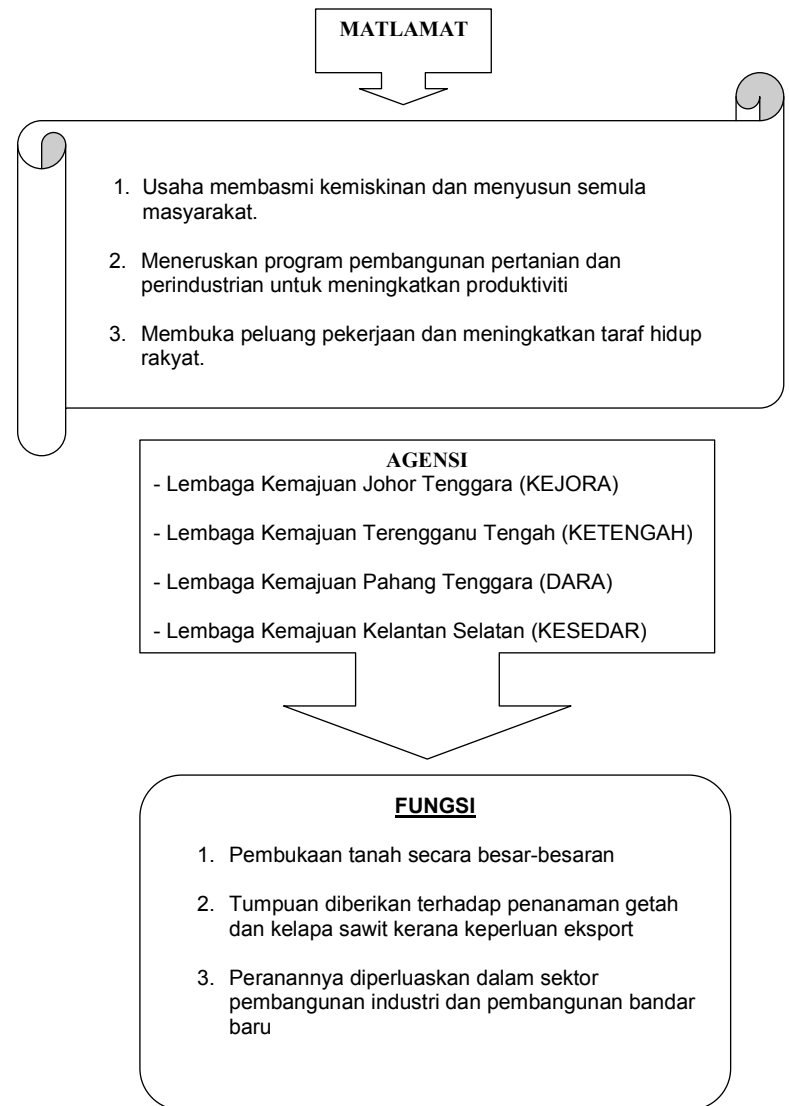 MATLAMAT
1. Usaha membasmi kemiskinan dan menyusun semula
masyarakat.
2. Meneruskan program pembangunan pertanian dan
perindustrian untuk meningkatkan produktiviti
3. Membuka peluang pekerjaan dan meningkatkan taraf hidup
rakyat.
AGENSI
- Lembaga Kemajuan Johor Tenggara (KEJORA)
- Lembaga Kemajuan Terengganu Tengah (KETENGAH)
- Lembaga Kemajuan Pahang Tenggara (DARA)
- Lembaga Kemajuan Kelantan Selatan (KESEDAR)
FUNGSI
1. Pembukaan tanah secara besar-besaran
2. Tumpuan diberikan terhadap penanaman getah
dan kelapa sawit kerana keperluan eksport
3. Peranannya diperluaskan dalam sektor
pembangunan industri dan pembangunan bandar
baru